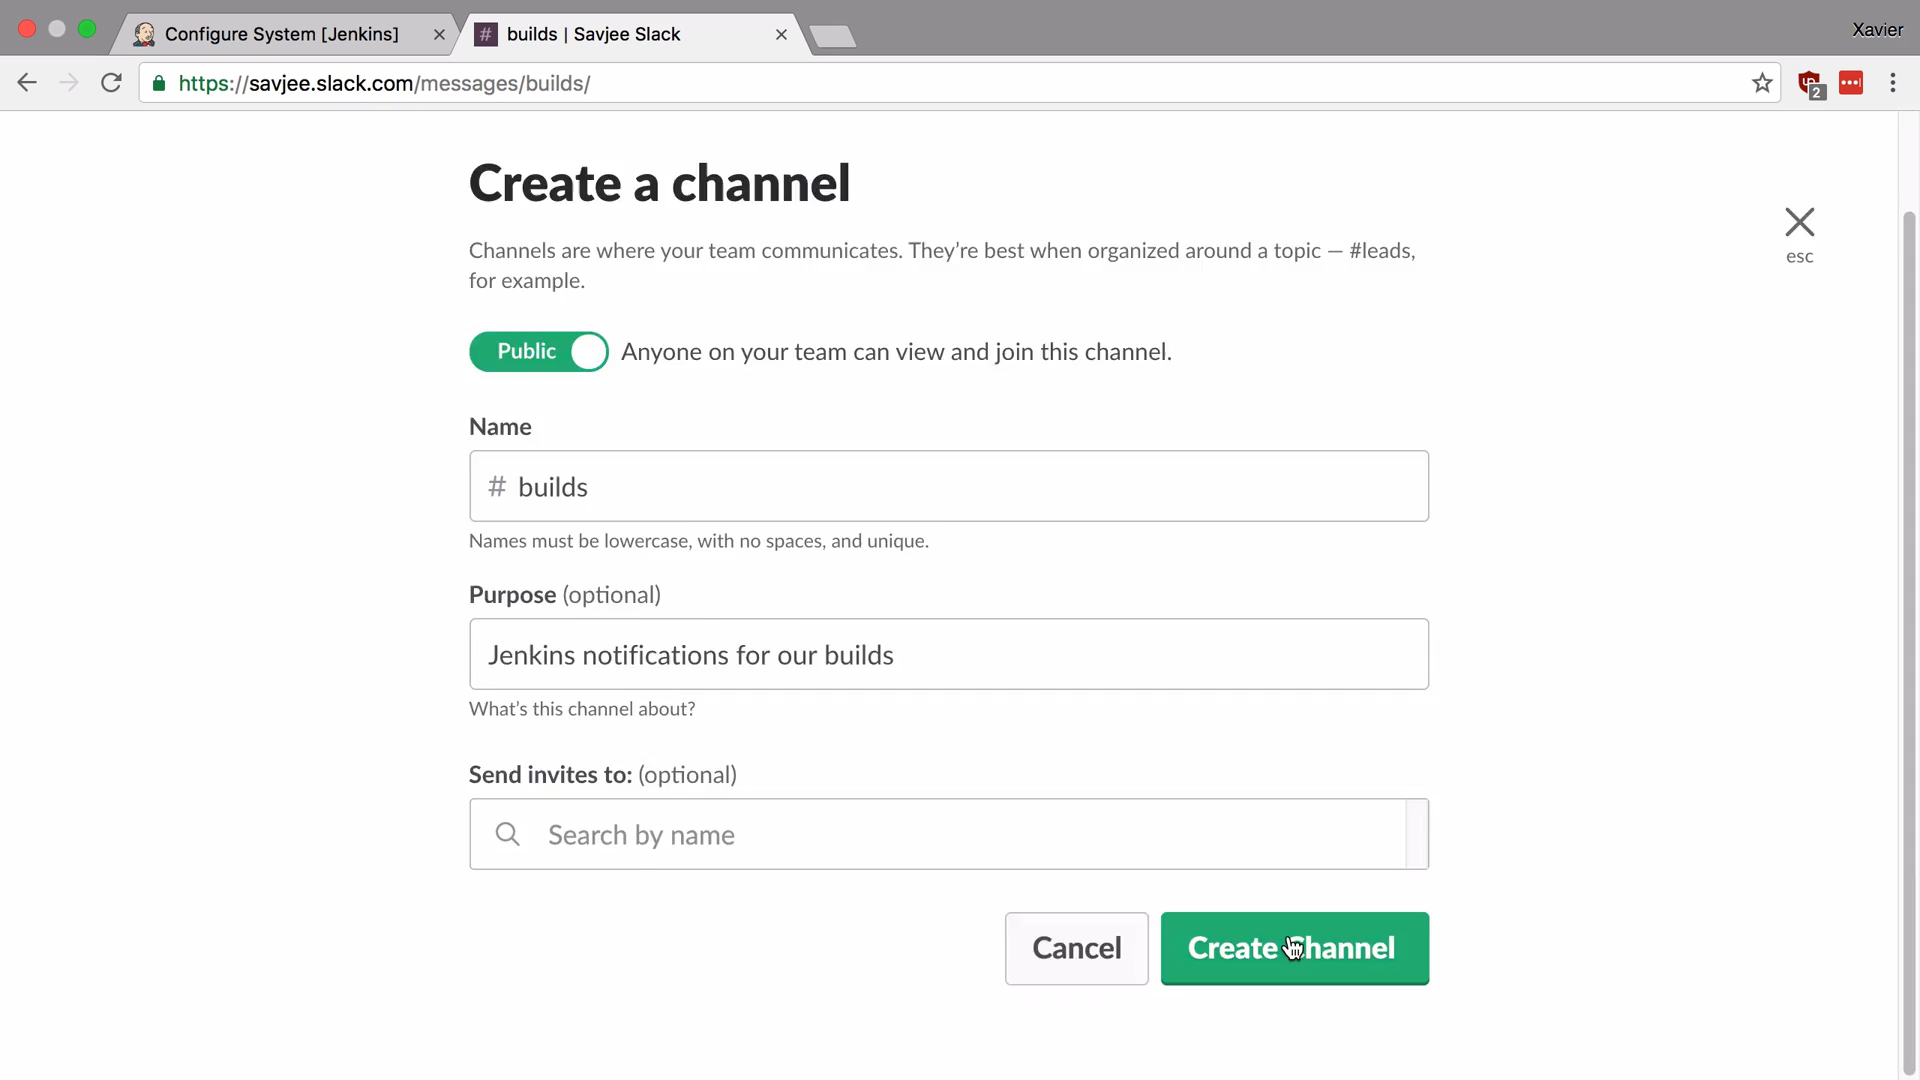 Configure System [Jenkins]
# builds | Savjee Slack
Xavier
https://savjee.slack.com/messages/builds/
2
Create a channel
esc
Channels are where your team communicates. They’re best when organized around a topic — #leads,
for example.
Public Anyone on your team can view and join this channel.
Name
# builds
Names must be lowercase, with no spaces, and unique.
Purpose (optional)
Jenkins notifications for our builds
What’s this channel about?
Send invites to: (optional)
Search by name
Cancel
Create Channel